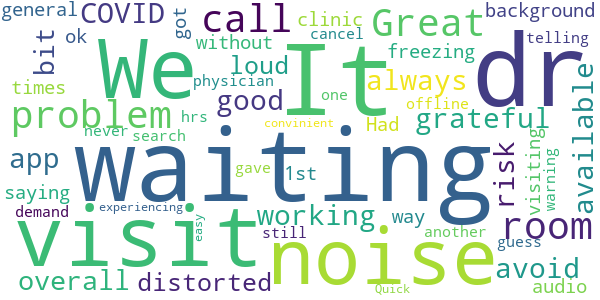 general COVID got call Great background
bit ok We without clinic cancel freezing It dr telling
times physician loud always
problem good one offline grateful available
never hrs search Had convinient
app waiting gave 1st risk visiting warning
saying working way room
demand experiencing easy still another guess
visit noise avoid
overall distorted Quick audio